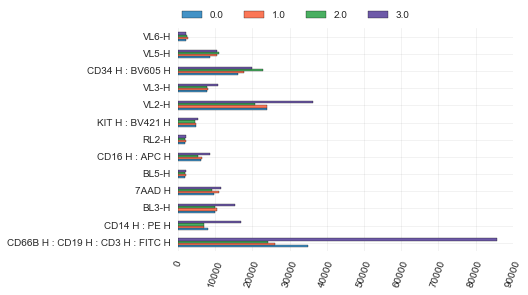 0.0 1.0 2.0 3.0
VL6-H
VL5-H
CD34 H : BV605 H
VL3-H
VL2-H
KIT H : BV421 H
RL2-H
CD16 H : APC H
BL5-H
7AAD H
BL3-H
CD14 H : PE H
CD66B H : CD19 H : CD3 H : FITC H
0 10000 20000 30000 40000 50000 60000 70000 80000 90000